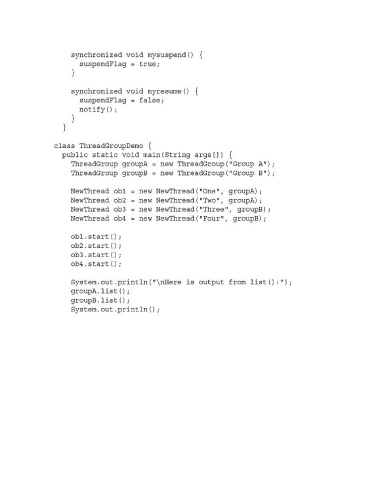 synchronized void mysuspend() {
suspendFlag = true;
}
synchronized void myresume() {
suspendFlag = false;
notify();
}
}
class ThreadGroupDemo {
public static void main(String args[]) {
ThreadGroup groupA = new ThreadGroup("Group A");
ThreadGroup groupB = new ThreadGroup("Group B");
NewThread ob1 = new NewThread("One", groupA);
NewThread ob2 = new NewThread("Two", groupA);
NewThread ob3 = new NewThread("Three", groupB);
NewThread ob4 = new NewThread("Four", groupB);
ob1.start();
ob2.start();
ob3.start();
ob4.start();
System.out.println("\nHere is output from list():");
groupA.list();
groupB.list();
System.out.println();